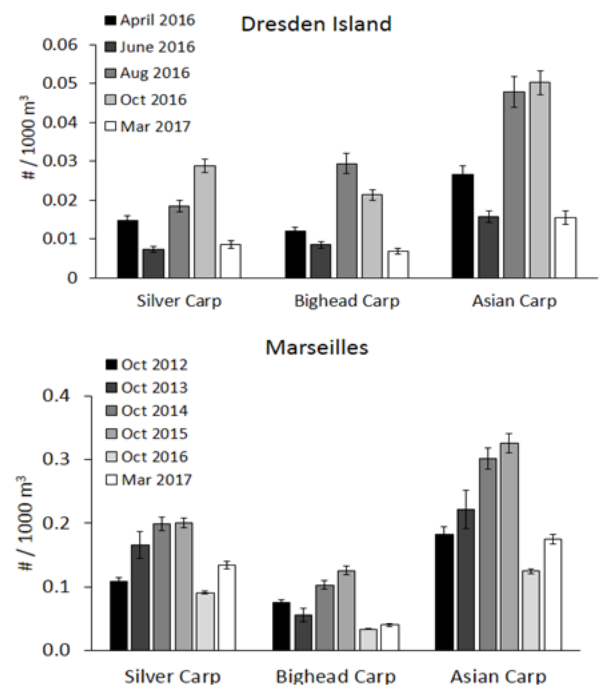 Dresden Island
April 2016
June 2016
Aug 2016
Oct 2016
Mar 2017
# / 1000 m³
0.06
0.05
0.04
0.03
0.02
0.01
0
Silver Carp Bighead Carp Asian Carp
Marseilles
Oct 2012
Oct 2013
Oct 2014
Oct 2015
Oct 2016
Mar 2017
# / 1000 m³
0.4
0.3
0.2
0.1
0.0
Silver Carp Bighead Carp Asian Carp